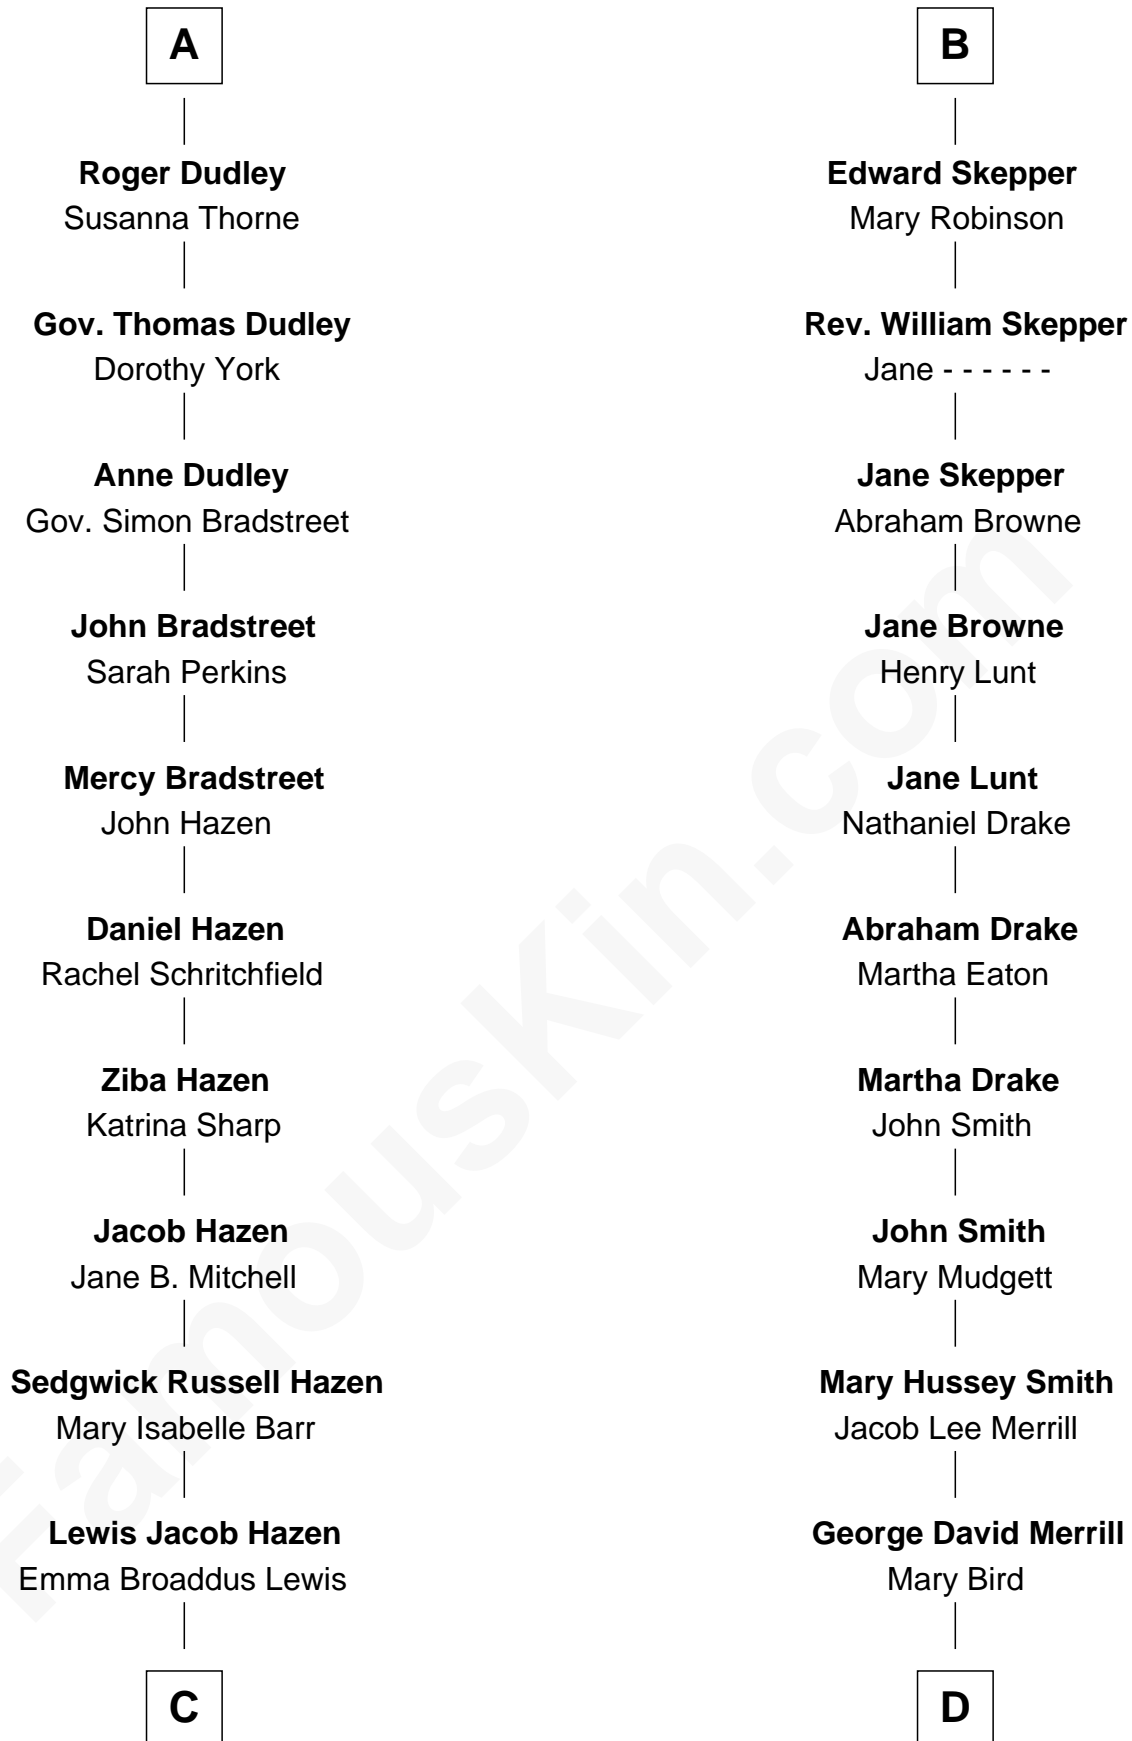 A
Roger Dudley
Susanna Thorne
Gov. Thomas Dudley
Dorothy York
Anne Dudley
Gov. Simon Bradstreet
John Bradstreet
Sarah Perkins
Mercy Bradstreet
John Hazen
Daniel Hazen
Rachel Schritchfield
Ziba Hazen
Katrina Sharp
Jacob Hazen
Jane B. Mitchell
Sedgwick Russell Hazen
Mary Isabelle Barr
Lewis Jacob Hazen
Emma Broaddus Lewis
C
B
Edward Skepper
Mary Robinson
Rev. William Skepper
Jane - - - - - -
Jane Skepper
Abraham Browne
Jane Browne
Henry Lunt
Jane Lunt
Nathaniel Drake
Abraham Drake
Martha Eaton
Martha Drake
John Smith
John Smith
Mary Mudgett
Mary Hussey Smith
Jacob Lee Merrill
George David Merrill
Mary Bird
D
FamousKin.com